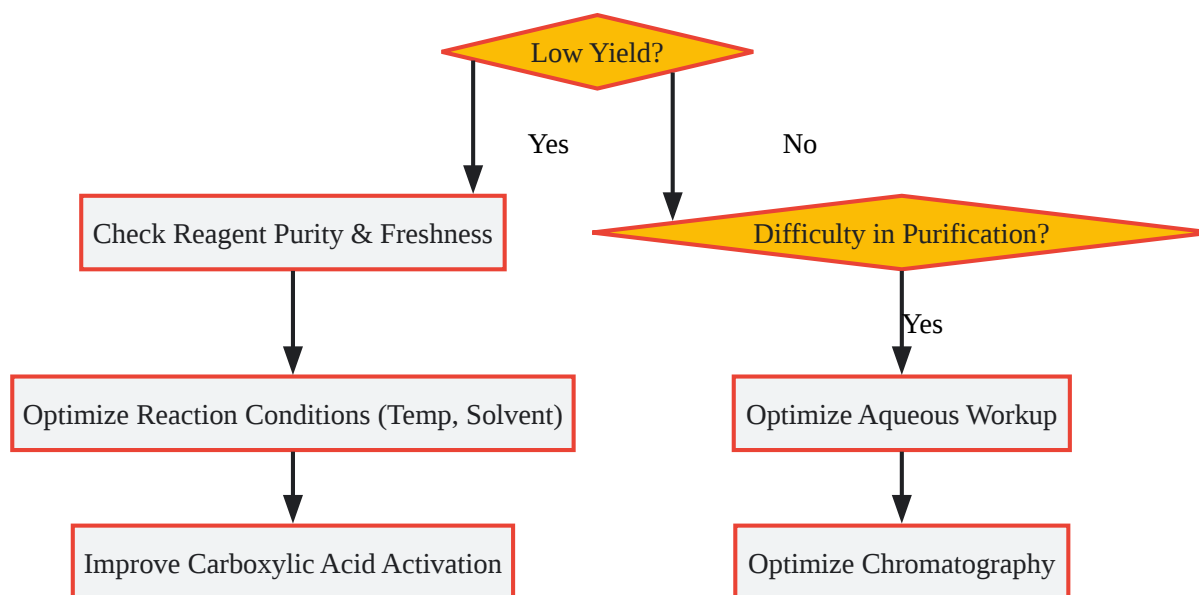 Low Yield?
Yes
No
Check Reagent Purity & Freshness
Difficulty in Purification?
Yes
Optimize Reaction Conditions (Temp, Solvent)
Optimize Aqueous Workup
Improve Carboxylic Acid Activation
Optimize Chromatography